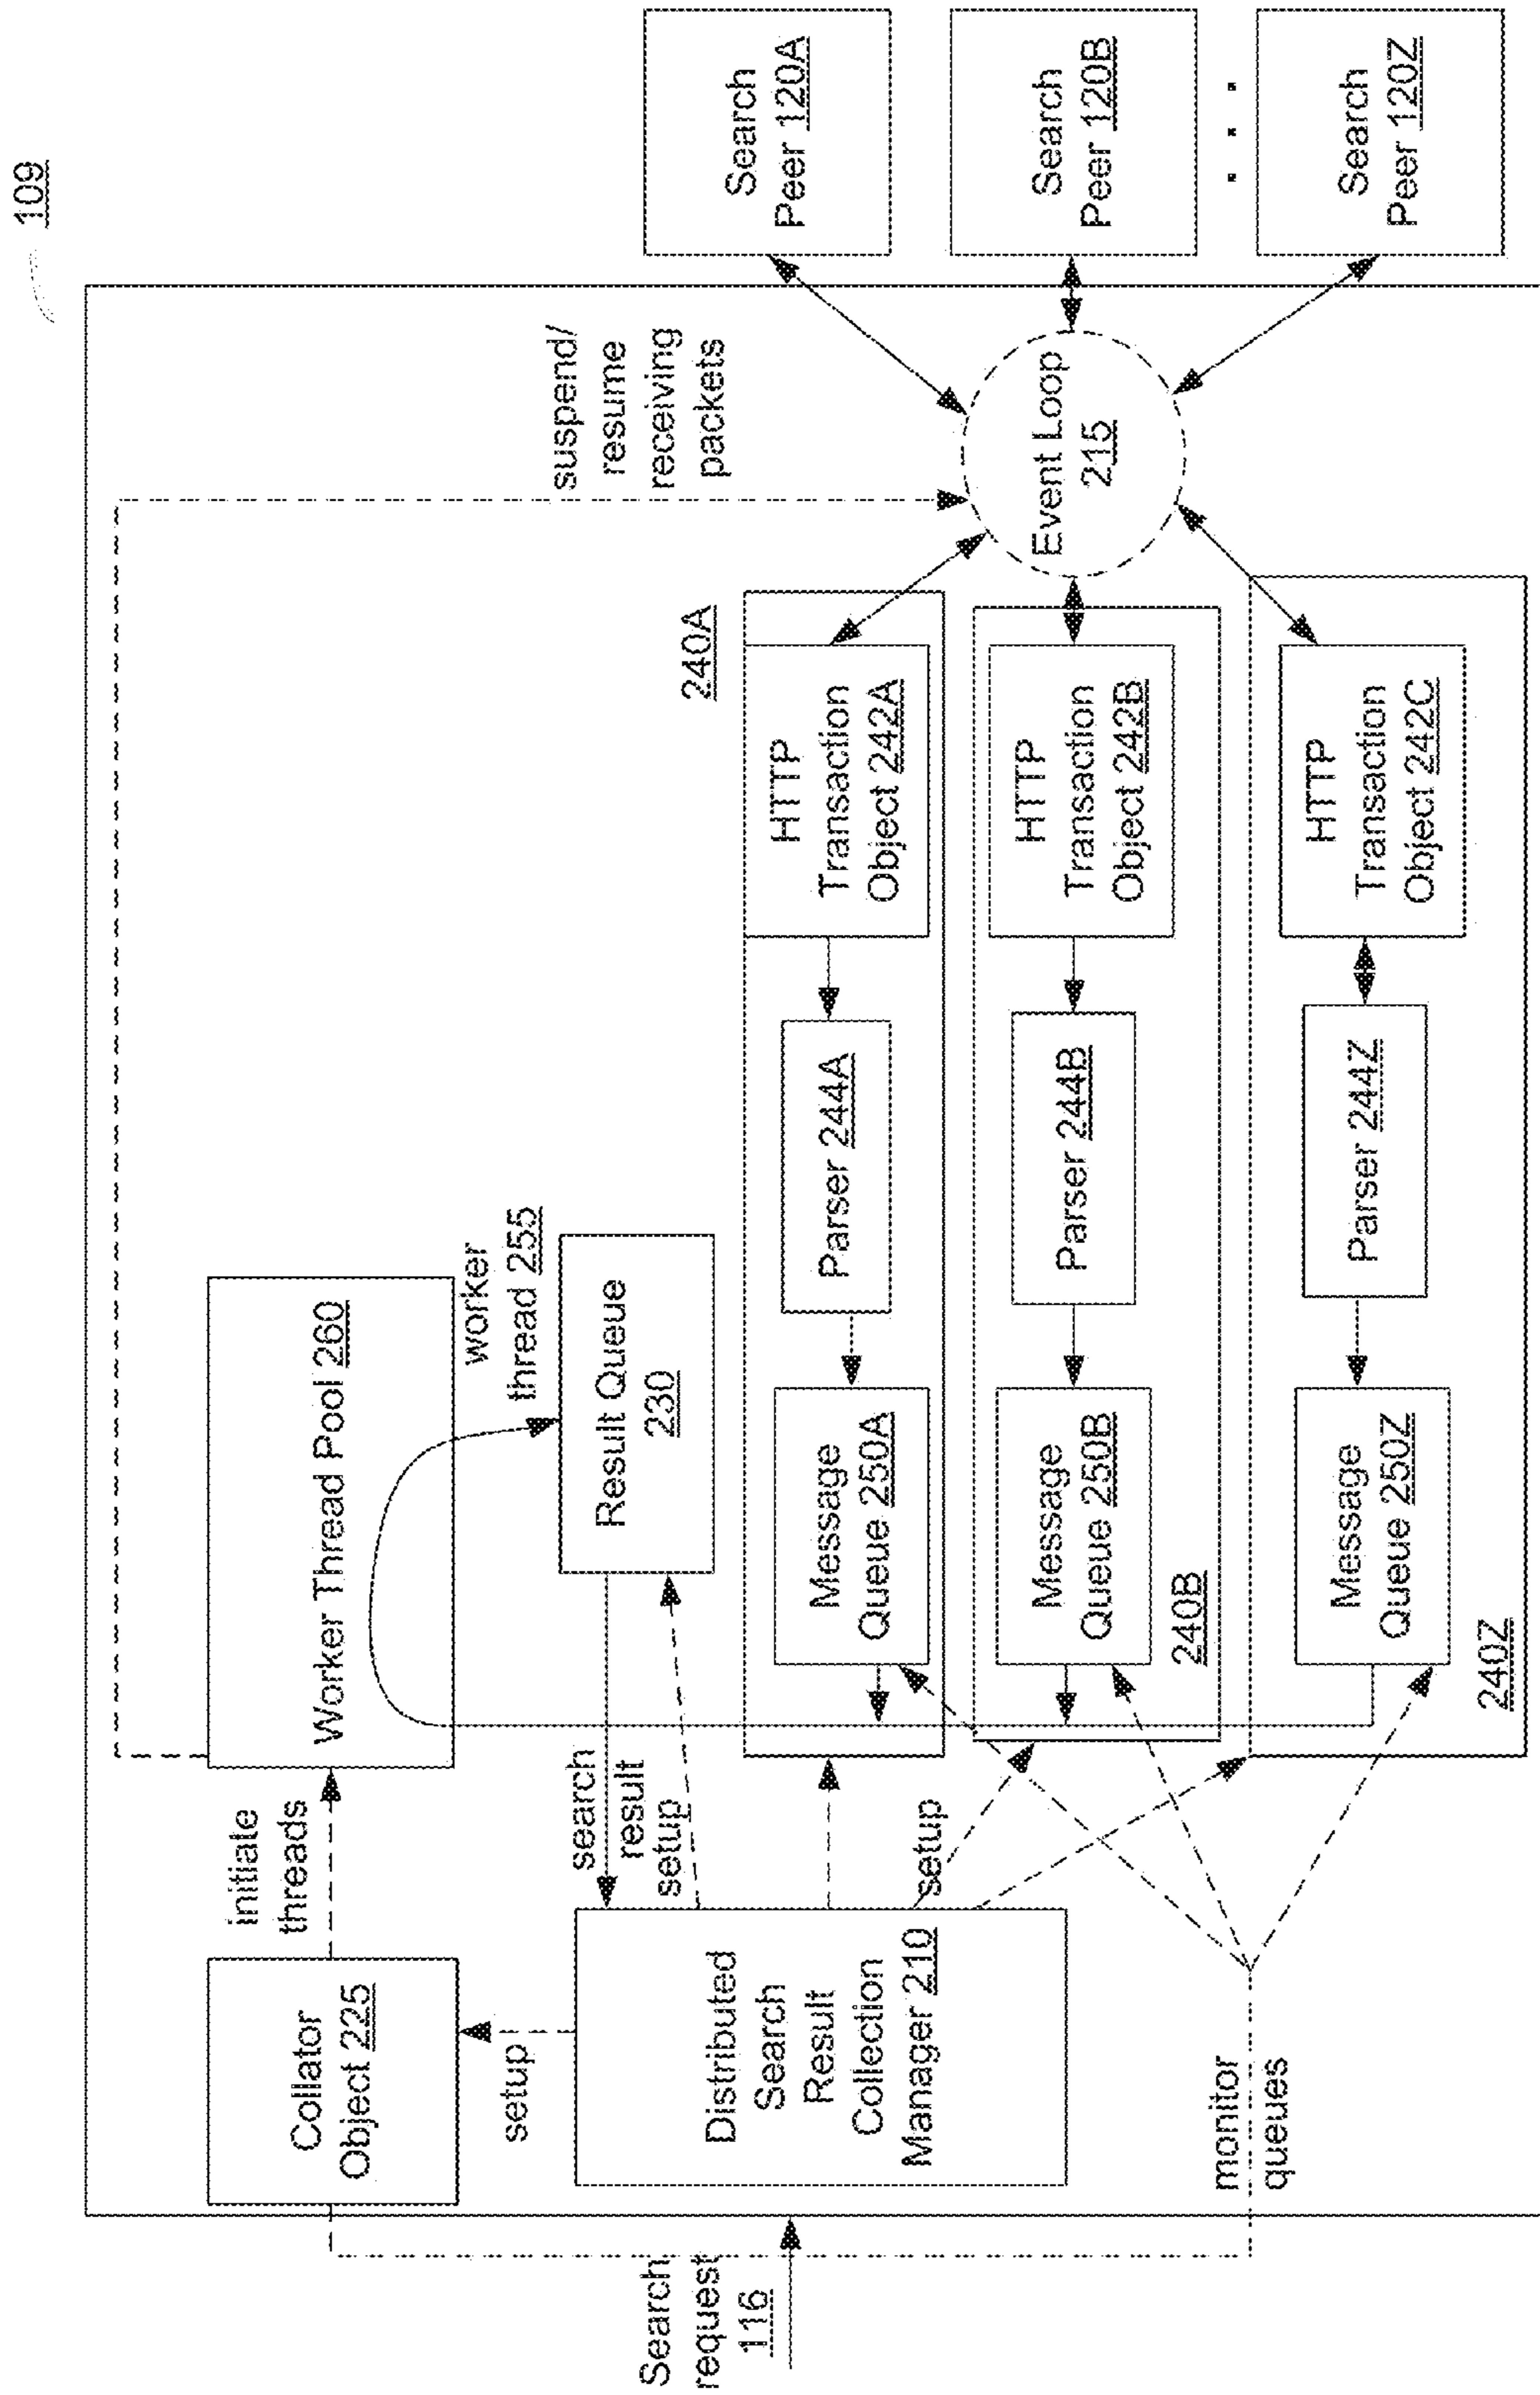 109
Collator
Object 225
initiate
threads
Worker Thread Pool 260
worker
thread 255
suspend/
resume
receiving
packets
setup
Search
request
116
Distributed
Search
Result
Collection
Manager 210
search
result
setup
Result Queue
230
setup
monitor
queues
240A
Message
Queue 250A
Parser 244A
HTTP
Transaction
Object 242A
240B
Message
Queue 250B
Parser 244B
HTTP
Transaction
Object 242B
240Z
Message
Queue 250Z
Parser 244Z
HTTP
Transaction
Object 242C
Event Loop
215
Search
Peer 120A
Search
Peer 120B
Search
Peer 120Z